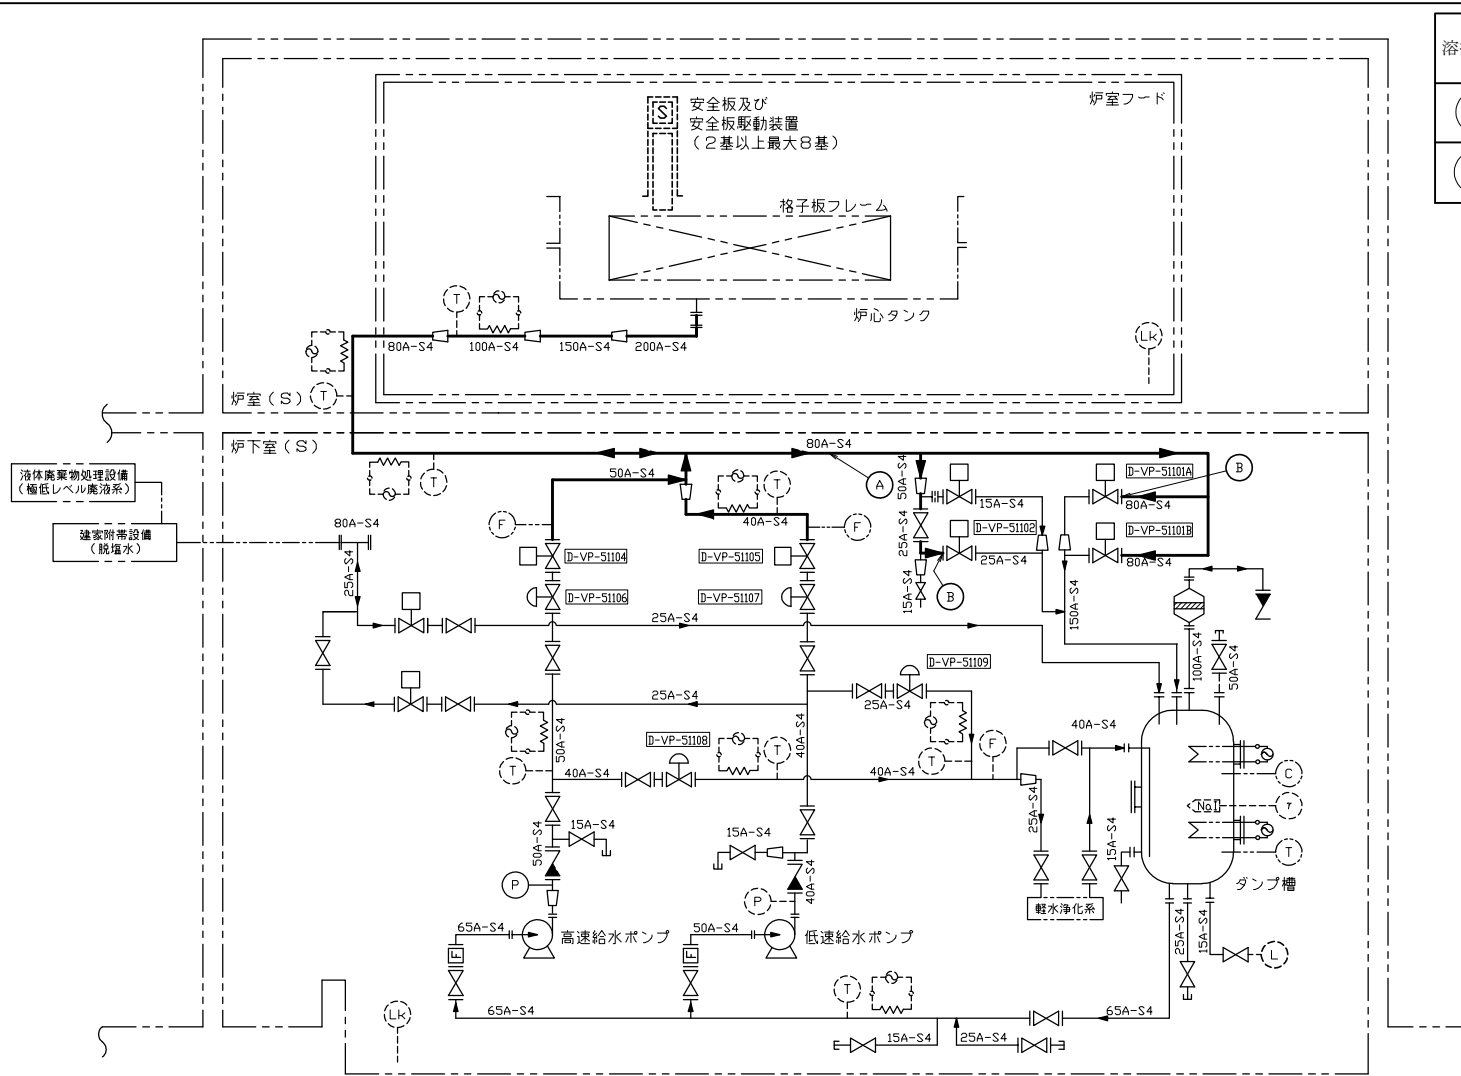 溶
炉室フード
安全板及び
安全板駆動装置
（２基以上最大８基）
S
格子板フレーム
炉心タンク
T
80A-S4
100A-S4
150A-S4
200A-S4
Lk
炉室（S）
T
炉下室（S）
80A-S4
液体廃棄物処理設備
（極低レベル廃液系）
建家附帯設備
（脱塩水）
80A-S4
25A-S4
T
50A-S4
T
40A-S4
F
F
A
B
50A-S4
15A-S4
D-VP-51101A
80A-S4
D-VP-51102
D-VP-51101B
25A-S4
25A-S4
80A-S4
15A-S4
B
150A-S4
D-VP-51104
D-VP-51105
D-VP-51106
D-VP-51107
25A-S4
100A-S4
50A-S4
D-VP-51109
25A-S4
25A-S4
50A-S4
D-VP-51108
40A-S4
T
T
T
F
40A-S4
40A-S4
40A-S4
C
NaI
γ
T
ダンプ槽
25A-S4
15A-S4
軽水浄化系
50A-S4
15A-S4
15A-S4
40A-S4
P
P
65A-S4
高速給水ポンプ
50A-S4
低速給水ポンプ
F
F
25A-S4
15A-S4
L
T
Lk
65A-S4
65A-S4
15A-S4
25A-S4